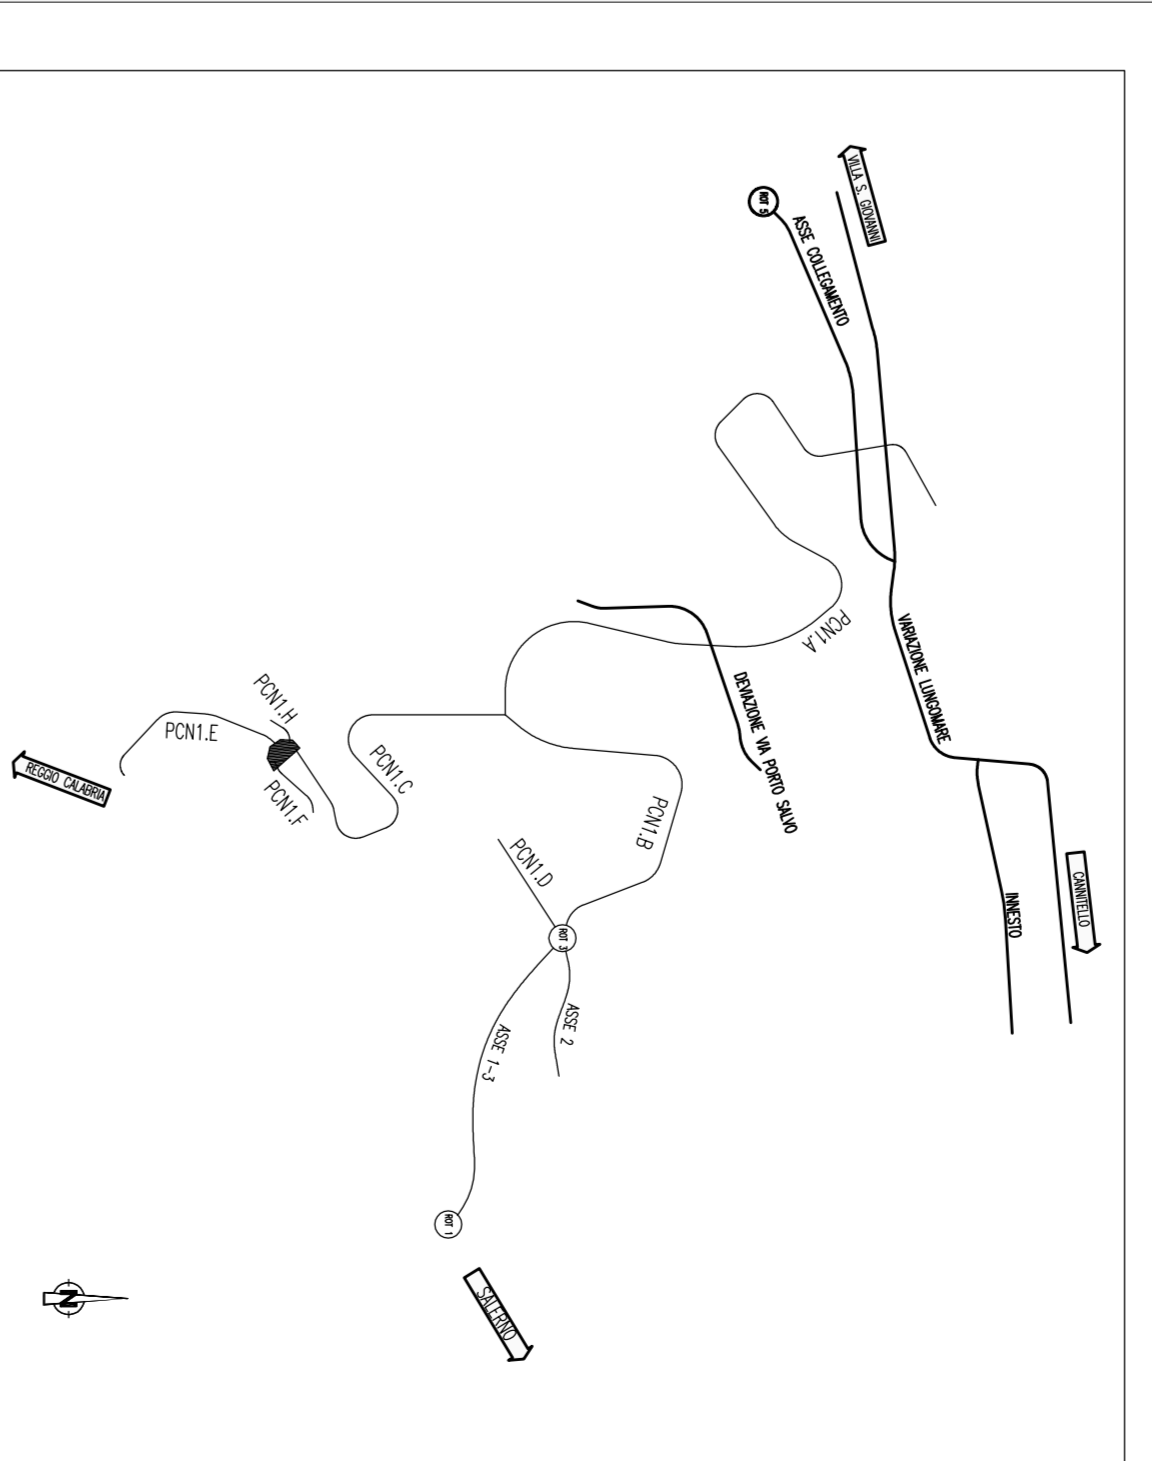 VILLA S. GIOVANNI
ROT 5
ASSE COLLEGAMENTO
PCN1.A
VARIAZIONE LUNGOMARE
DEVIAZIONE VIA PORTO SALVO
PCN1.H
PCN1.E
REGGIO CALABRIA
PCN1.F
PCN1.C
PCN1.B
PCN1.D
CANNITELLO
INNESTO
ROT 3
ASSE 2
ASSE 1-3
ROT 1
SALERNO
N